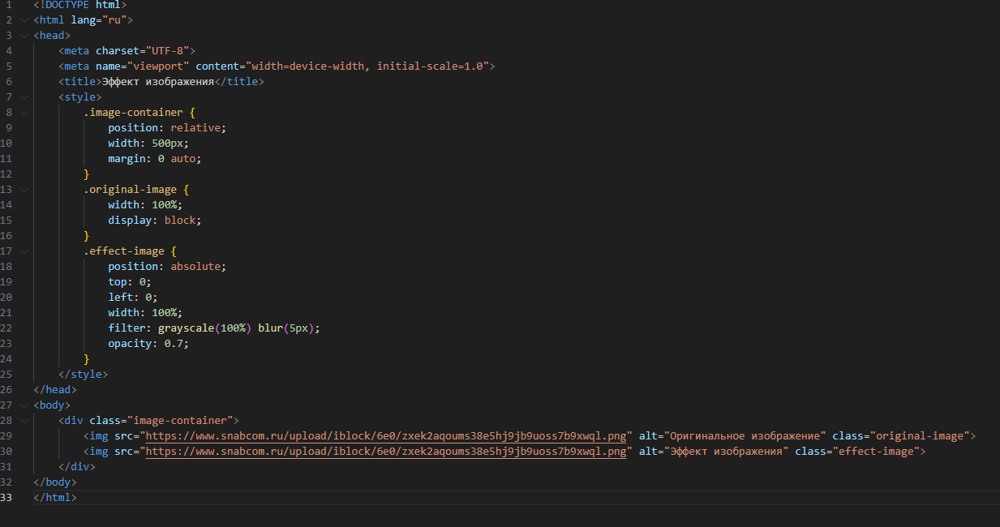 1 <!DOCTYPE html>
2 <html lang="ru">
3 <head>
4     <meta charset="UTF-8">
5     <meta name="viewport" content="width=device-width, initial-scale=1.0">
6     <title>Эффект изображения</title>
7     <style>
8         .image-container {
9             position: relative;
10             width: 500px;
11             margin: 0 auto;
12         }
13         .original-image {
14             width: 100%;
15             display: block;
16         }
17         .effect-image {
18             position: absolute;
19             top: 0;
20             left: 0;
21             width: 100%;
22             filter: grayscale(100%) blur(5px);
23             opacity: 0.7;
24         }
25     </style>
26 </head>
27 <body>
28     <div class="image-container">
29         <img src="https://www.snabcom.ru/upload/iblock/6e0/zxek2aqoums38e5hj9jb9uoss7b9xwql.png" alt="Оригинальное изображение" class="original-image">
30         <img src="https://www.snabcom.ru/upload/iblock/6e0/zxek2aqoums38e5hj9jb9uoss7b9xwql.png" alt="Эффект изображения" class="effect-image">
31     </div>
32 </body>
33 </html>